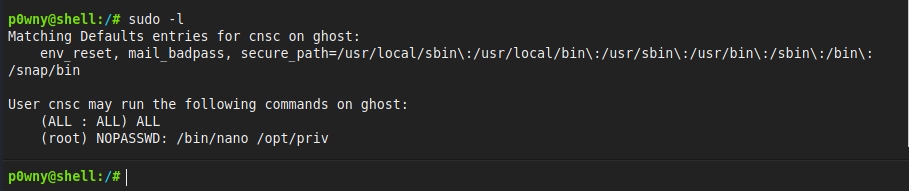 p0wny@shell:/# sudo -l
Matching Defaults entries for cnsc on ghost:
    env_reset, mail_badpass, secure_path=/usr/local/sbin\:/usr/local/bin\:/usr/sbin\:/usr/bin\:/sbin\:/bin\:
/snap/bin

User cnsc may run the following commands on ghost:
    (ALL : ALL) ALL
    (root) NOPASSWD: /bin/nano /opt/priv
p0wny@shell:/#